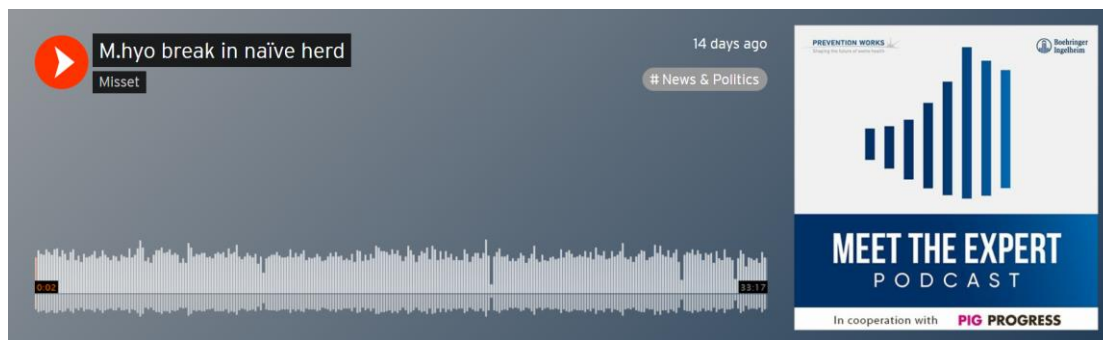 M.hyo break in naïve herd
Misset
14 days ago
# News & Politics
0:02
33:17
PREVENTION WORKS
Boehringer
Ingelheim
MEET THE EXPERT
PODCAST
In cooperation with PIG PROGRESS